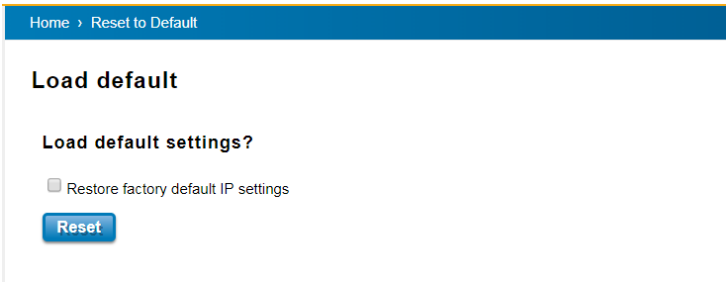 Home › Reset to Default
Load default
Load default settings?
Restore factory default IP settings
Reset